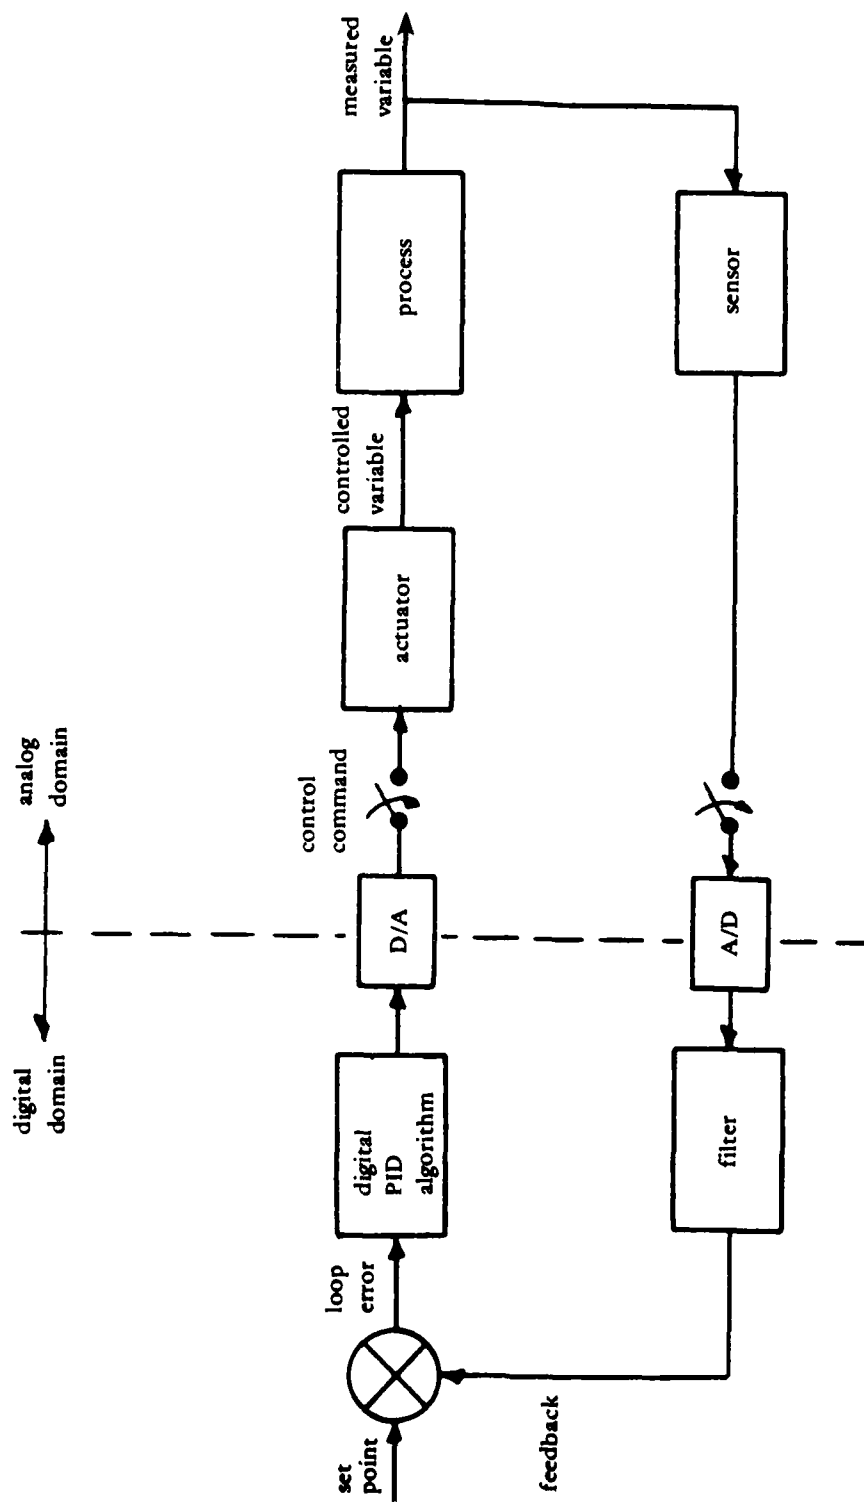 digital
domain
analog
domain
set
point
loop
error
digital
PID
algorithm
D/A
control
command
actuator
controlled
variable
process
measured
variable
feedback
filter
A/D
sensor